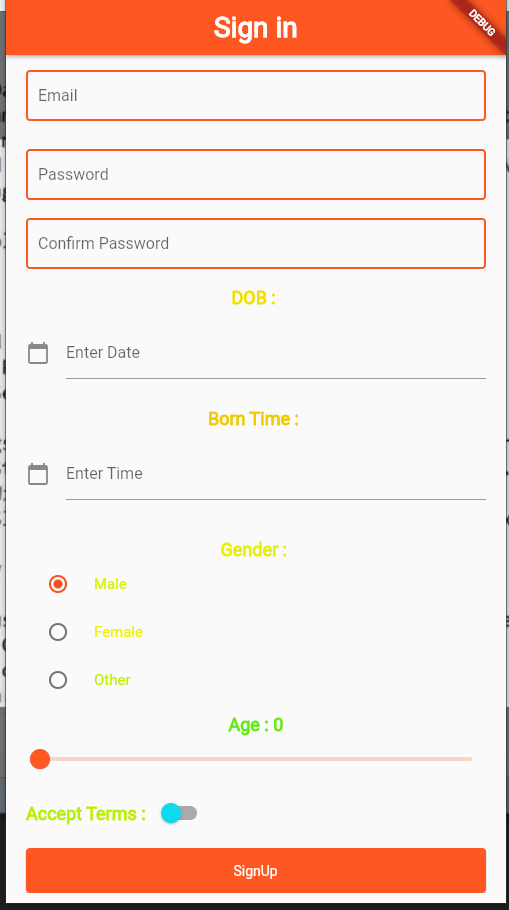 Sign in
DEBUG
Email
Password
Confirm Password
DOB :
Enter Date
Born Time :
Enter Time
Gender :
Male
Female
Other
Age : 0
Accept Terms :
SignUp